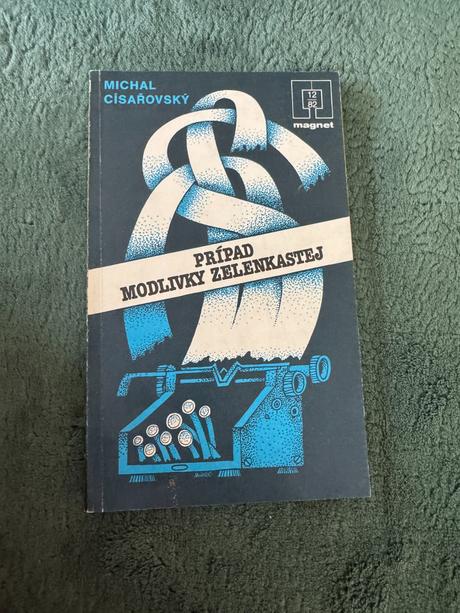 MICHAL
CÍSAŘOVSKÝ
12
82
magnet
PRÍPAD
MODLIVKY ZELENKASTEJ